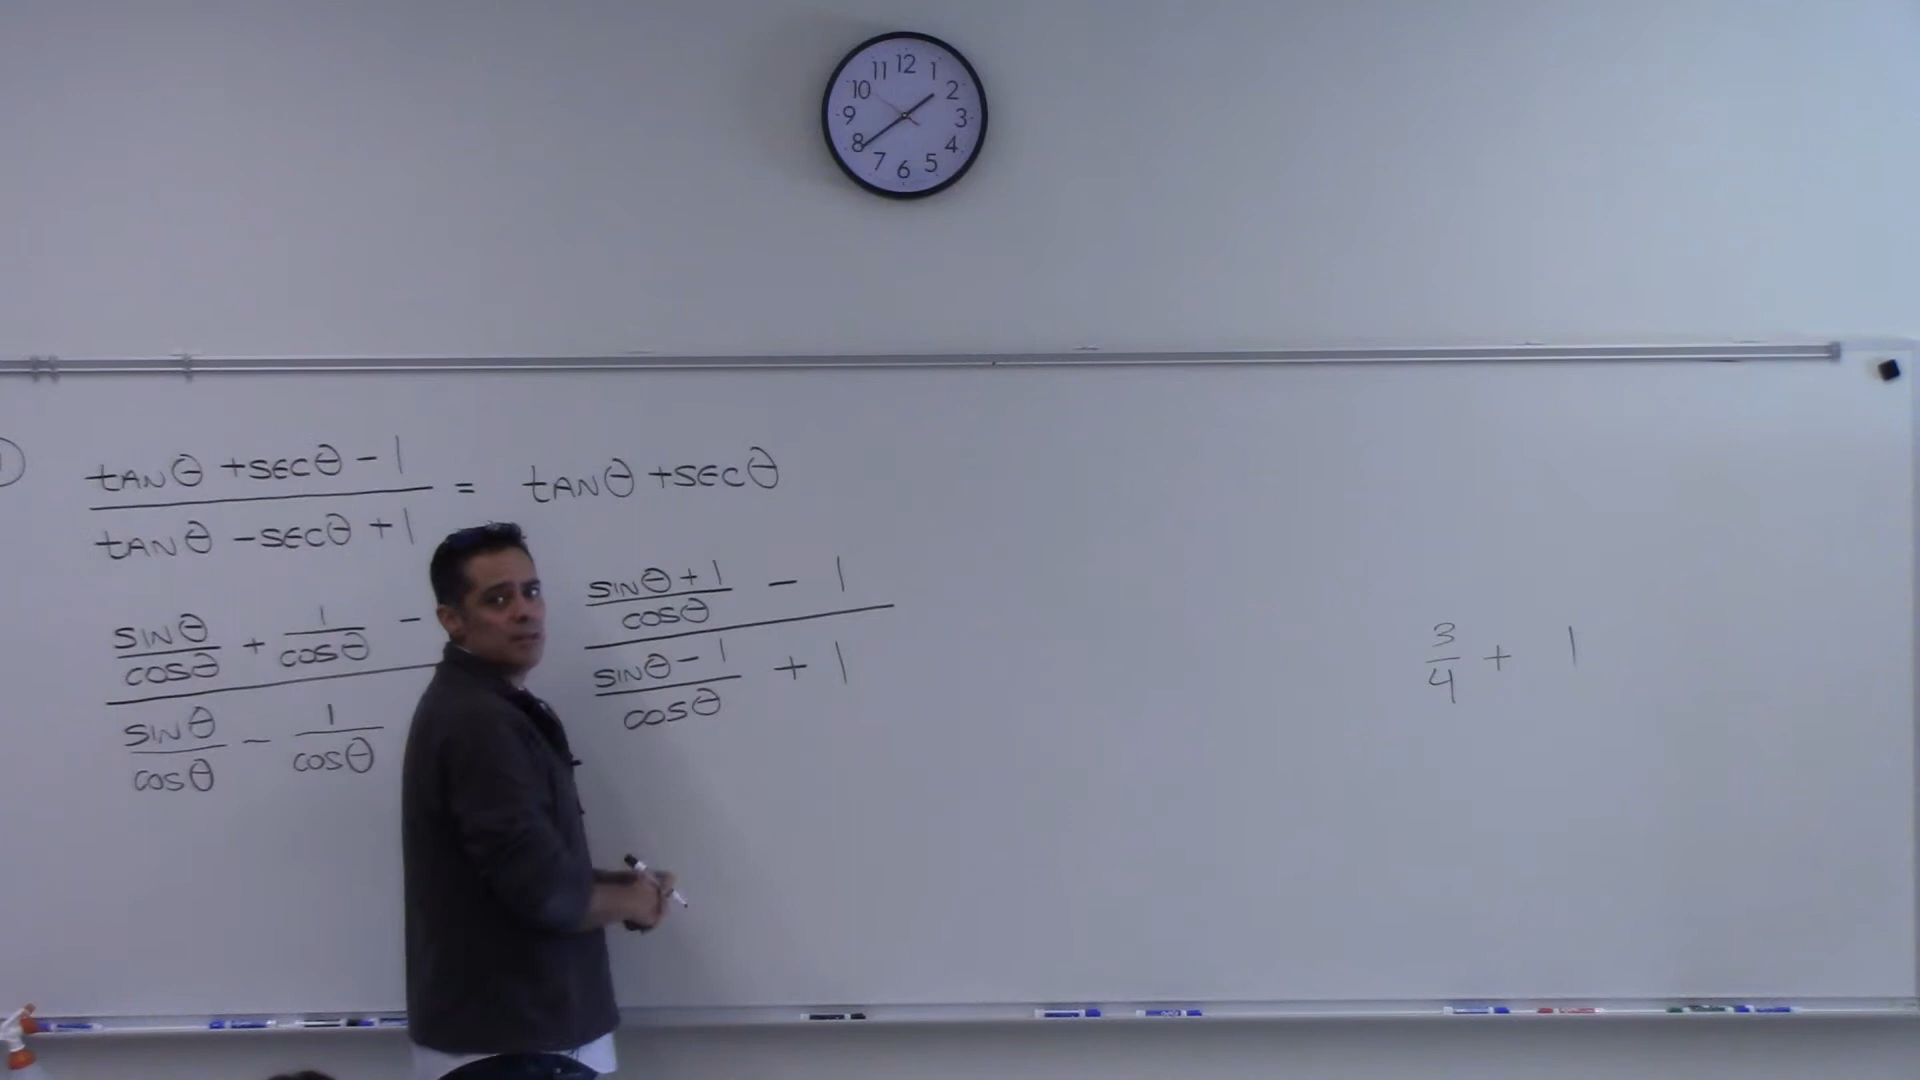 11 12 1
10 2
9 3
8 4
7 6 5
tanθ + secθ - 1
tanθ - secθ + 1
= tanθ + secθ
sinθ/cosθ + 1/cosθ -
sinθ/cosθ - 1/cosθ
(sinθ + 1)/cosθ - 1
(sinθ - 1)/cosθ + 1
3/4 + 1